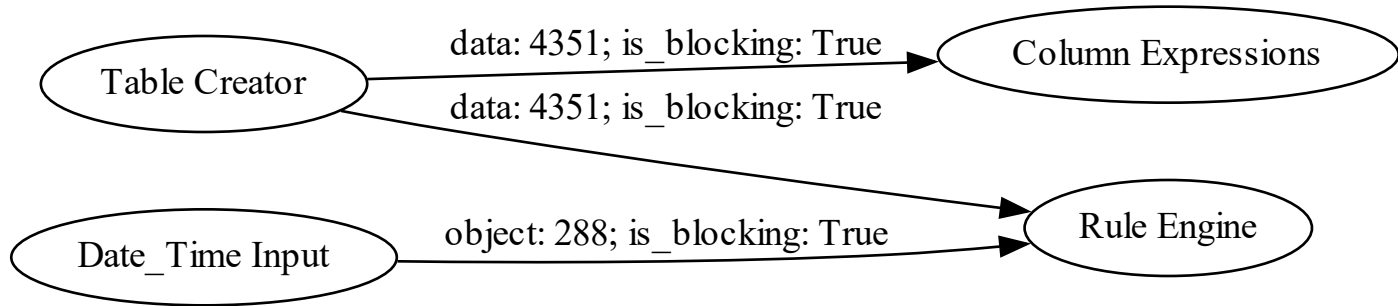 data: 4351; is_blocking: True
Column Expressions
Table Creator
data: 4351; is_blocking: True
Rule Engine
object: 288; is_blocking: True
Date_Time Input